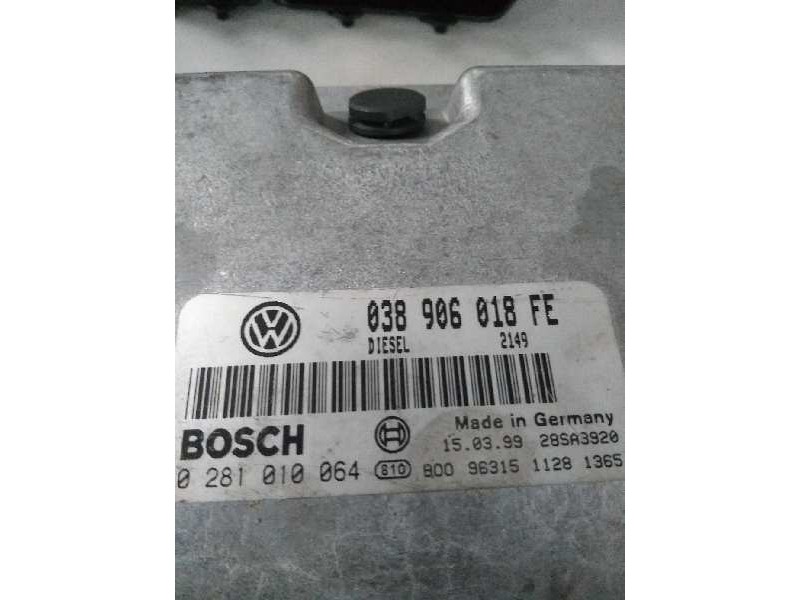 VW
038 906 018 FE
DIESEL 2149
BOSCH
Made in Germany
15.03.99 28SA3920
0 281 010 064 810 800 96315 1128 1365